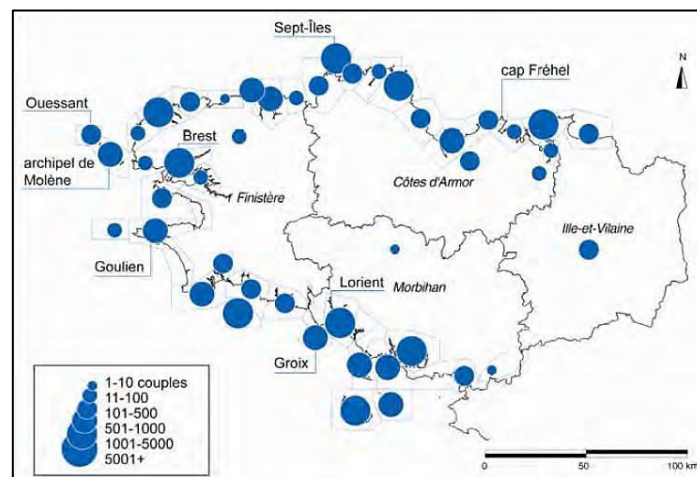 Sept-Îles
cap Fréhel
N
Ouessant
Brest
archipel de
Molène
Côtes d'Armor
Finistère
Ille-et-Vilaine
Goulien
Lorient
Morbihan
Groix
1-10 couples
11-100
101-500
501-1000
1001-5000
5001+
0
50
100 km